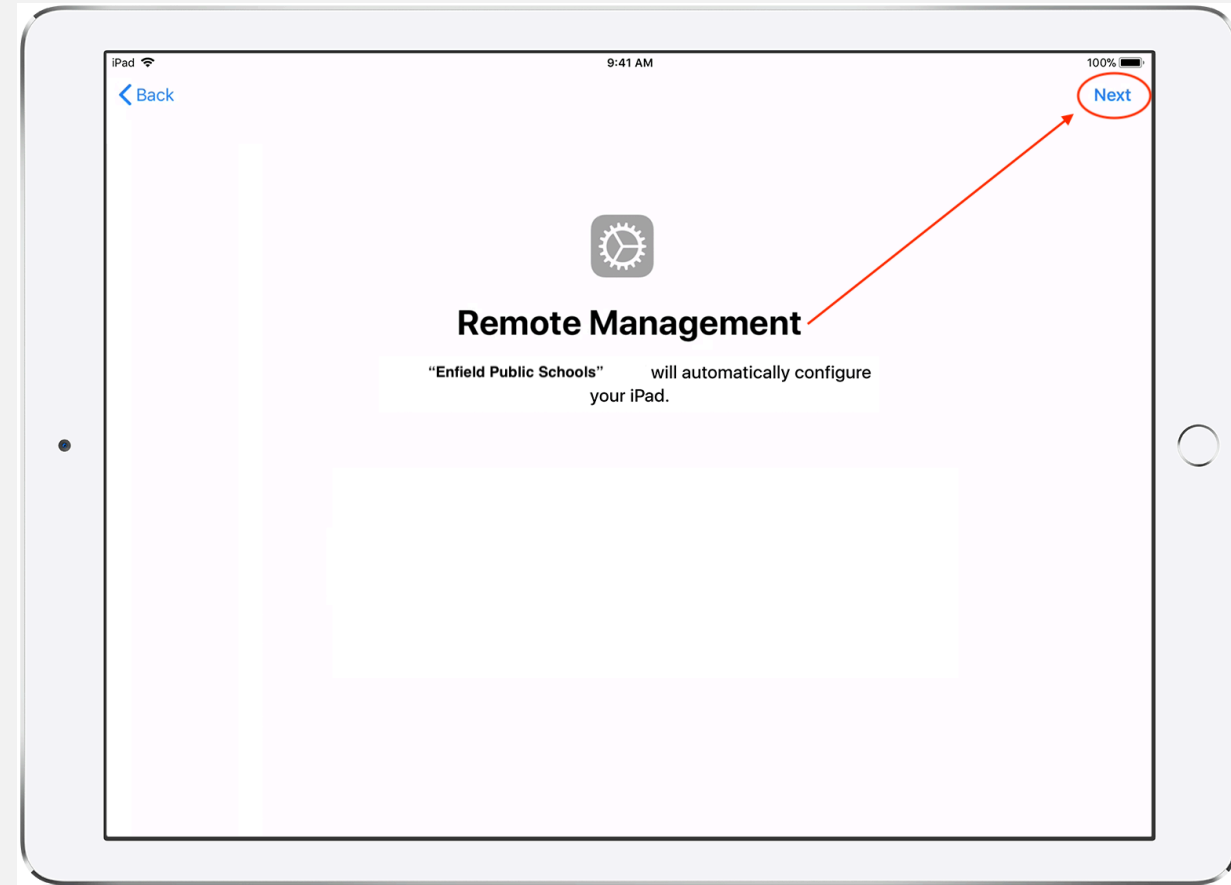 iPad 9:41 AM 100%
Back Next
Remote Management
“Enfield Public Schools” will automatically configure
your iPad.